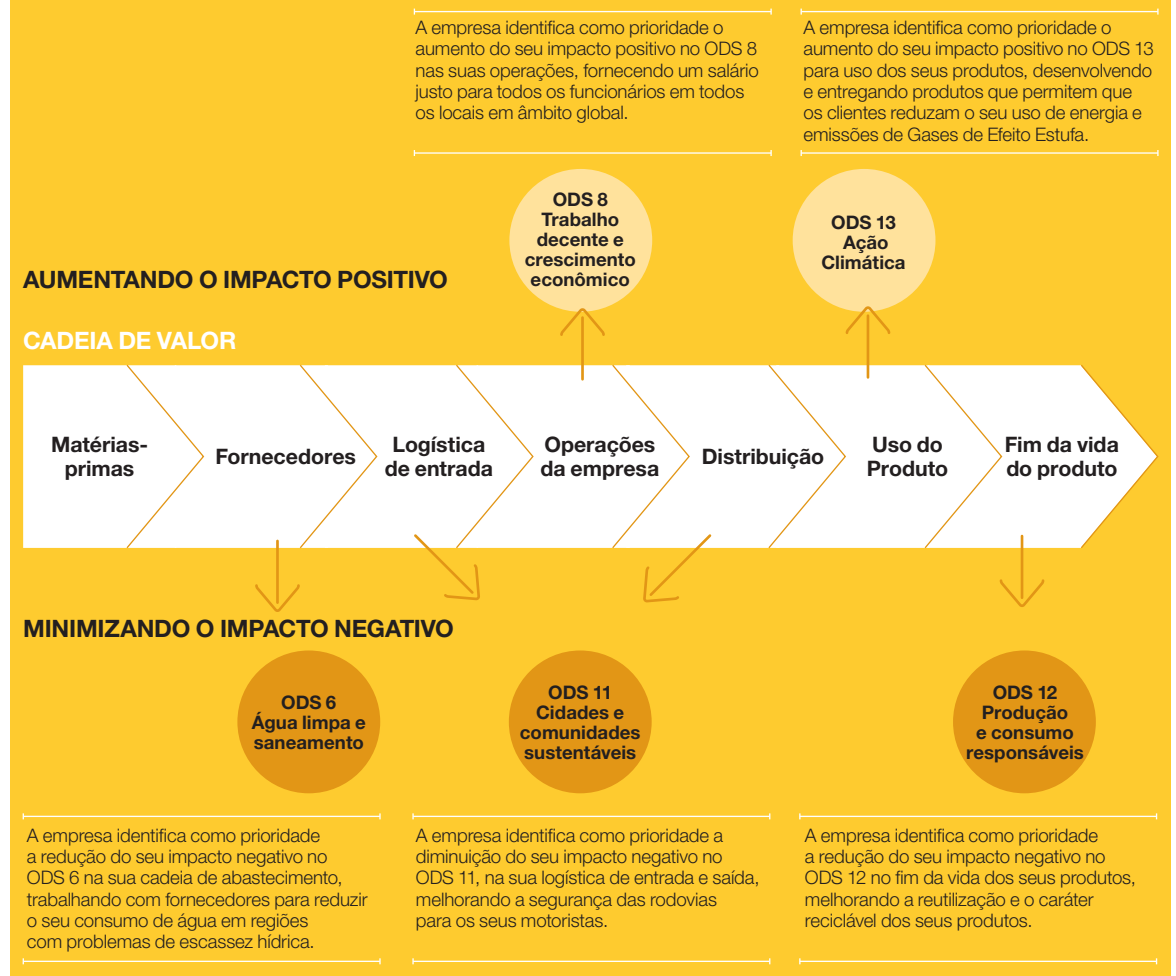 A empresa identifica como prioridade o
aumento do seu impacto positivo no ODS 8
nas suas operações, fornecendo um salário
justo para todos os funcionários em todos
os locais em âmbito global.
A empresa identifica como prioridade o
aumento do seu impacto positivo no ODS 13
para uso dos seus produtos, desenvolvendo
e entregando produtos que permitem que
os clientes reduzam o seu uso de energia e
emissões de Gases de Efeito Estufa.
ODS 8
Trabalho
decente e
crescimento
econômico
ODS 13
Ação
Climática
AUMENTANDO O IMPACTO POSITIVO
CADEIA DE VALOR
Matérias-
primas
Fornecedores
Logística
de entrada
Operações
da empresa
Distribuição
Uso do
Produto
Fim da vida
do produto
MINIMIZANDO O IMPACTO NEGATIVO
ODS 6
Água limpa e
saneamento
ODS 11
Cidades e
comunidades
sustentáveis
ODS 12
Produção
e consumo
responsáveis
A empresa identifica como prioridade
a redução do seu impacto negativo no
ODS 6 na sua cadeia de abastecimento,
trabalhando com fornecedores para reduzir
o seu consumo de água em regiões
com problemas de escassez hídrica.
A empresa identifica como prioridade a
diminuição do seu impacto negativo no
ODS 11, na sua logística de entrada e saída,
melhorando a segurança das rodovias
para os seus motoristas.
A empresa identifica como prioridade
a redução do seu impacto negativo no
ODS 12 no fim da vida dos seus produtos,
melhorando a reutilização e o caráter
reciclável dos seus produtos.